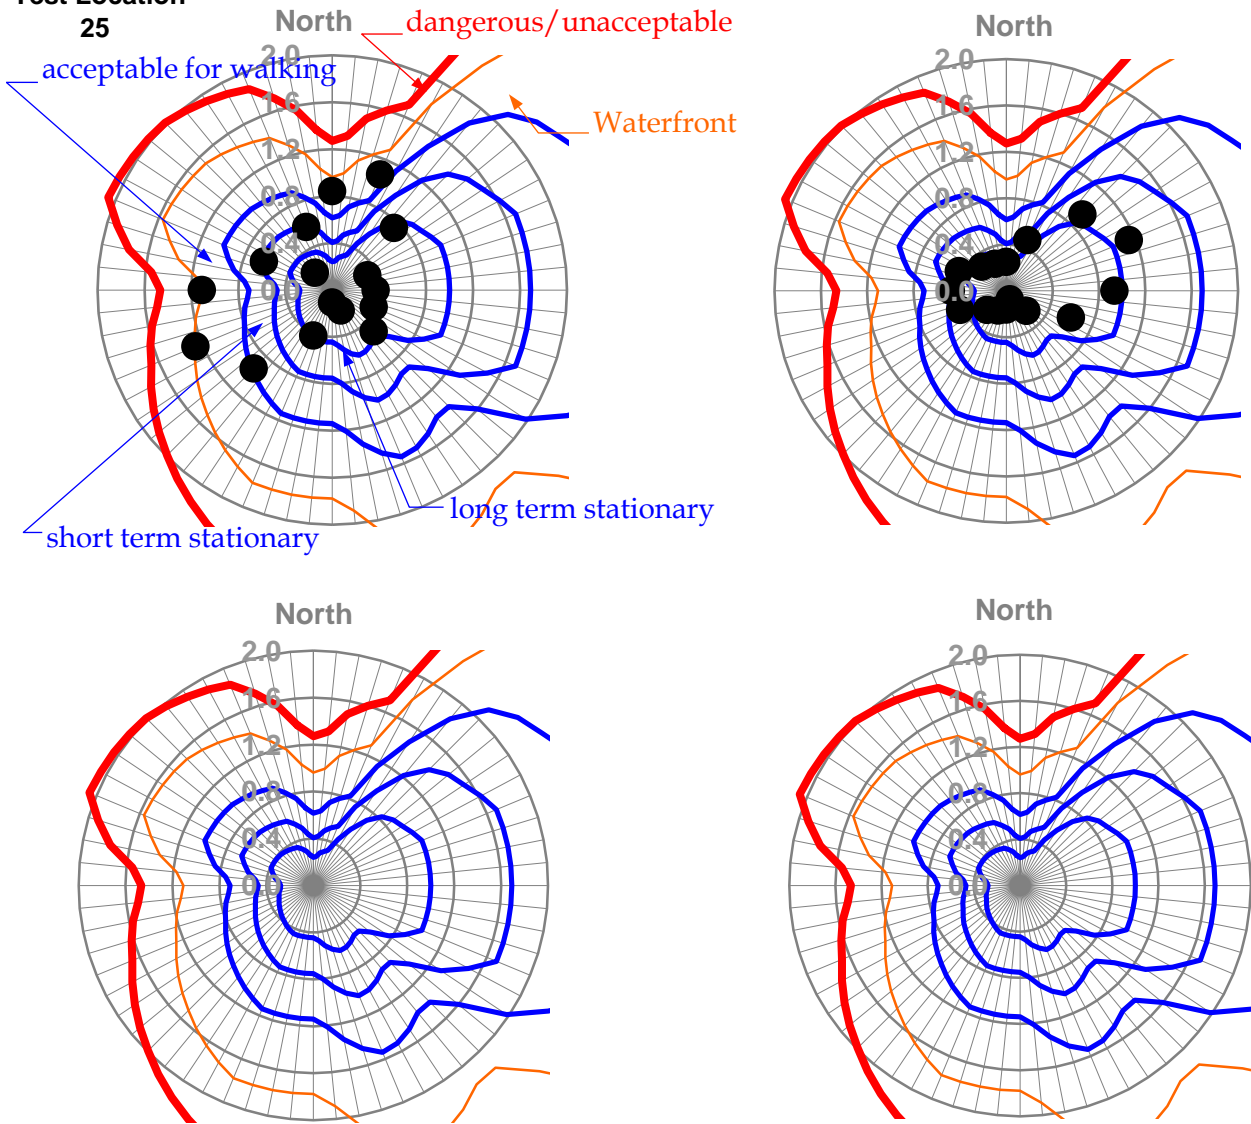 Test Location
25
North
dangerous/unacceptable
acceptable for walking
Waterfront
2.0
1.6
1.2
0.8
0.4
0.0
long term stationary
short term stationary
North
2.0
1.6
1.2
0.8
0.4
0.0
North
2.0
1.6
1.2
0.8
0.4
0.0
North
2.0
1.6
1.2
0.8
0.4
0.0